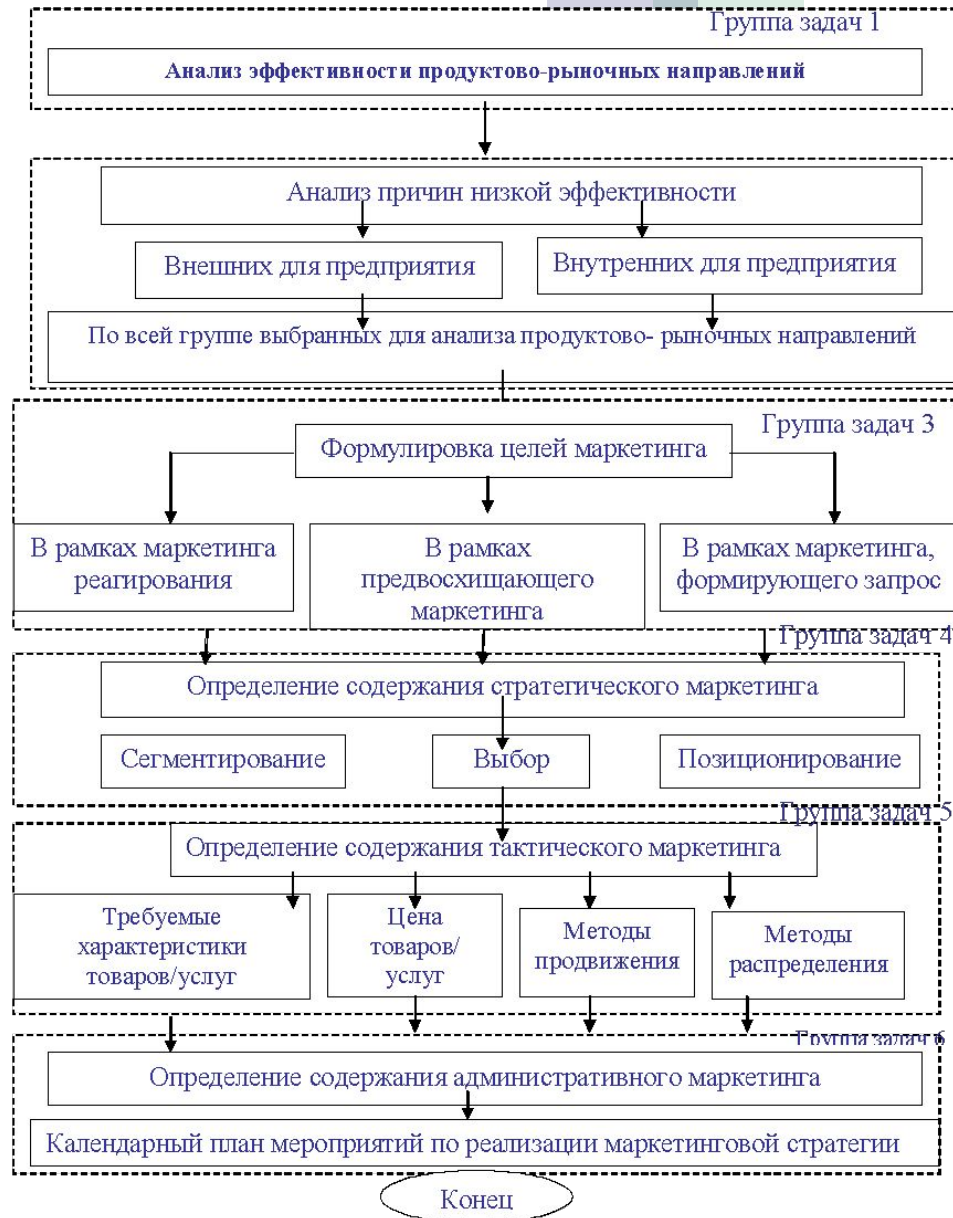 Группа задач 1
Анализ эффективности продуктово-рыночных направлений
Анализ причин низкой эффективности
Внешних для предприятия
Внутренних для предприятия
По всей группе выбранных для анализа продуктово- рыночных направлений
Группа задач 3
Формулировка целей маркетинга
В рамках маркетинга
реагирования
В рамках
предвосхищающего
маркетинга
В рамках маркетинга,
формирующего запрос
Группа задач 4
Определение содержания стратегического маркетинга
Сегментирование
Выбор
Позиционирование
Группа задач 5
Определение содержания тактического маркетинга
Требуемые
характеристики
товаров/услуг
Цена
товаров/
услуг
Методы
продвижения
Методы
распределения
Группа задач 6
Определение содержания административного маркетинга
Календарный план мероприятий по реализации маркетинговой стратегии
Конец